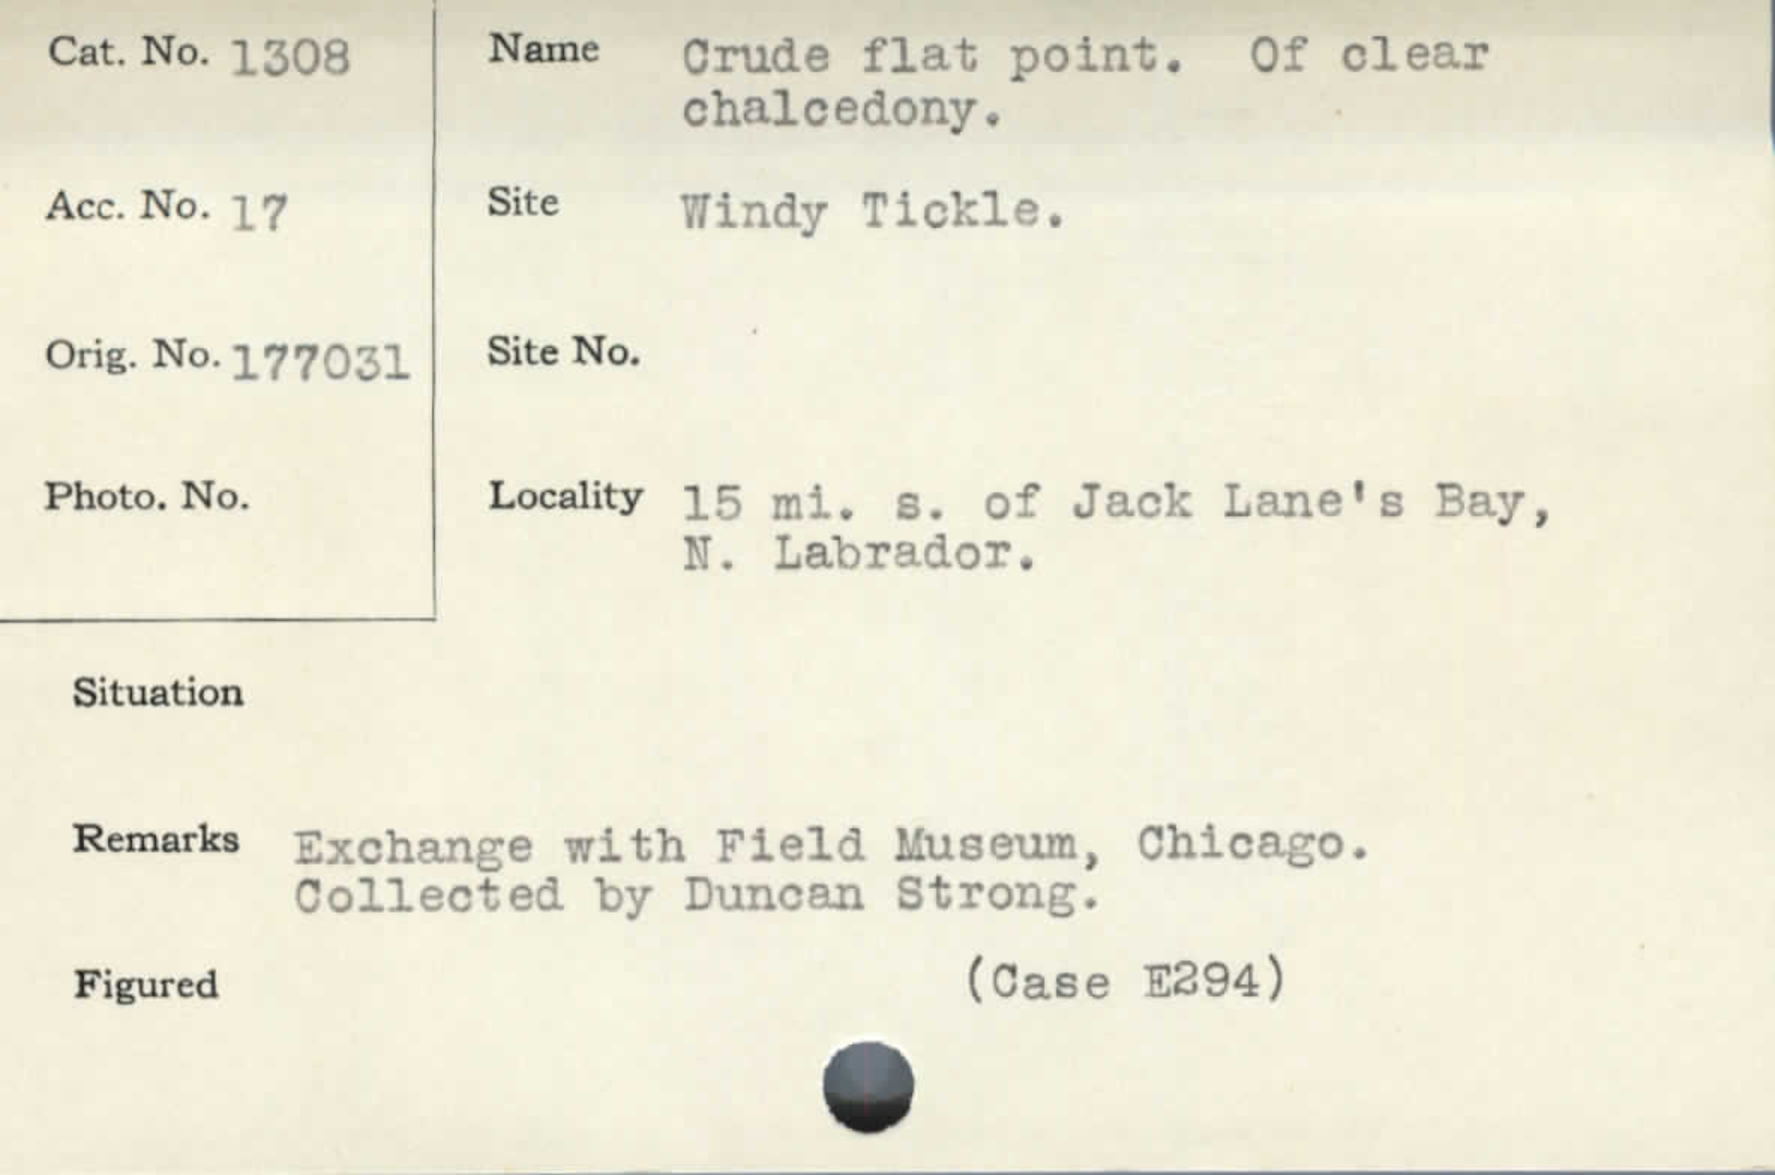 Cat. No. 1308
Name Crude flat point. Of clear
chalcedony.
Acc. No. 17
Site Windy Tickle.
Orig. No. 177031
Site No.
Photo. No.
Locality 15 mi. s. of Jack Lane's Bay,
N. Labrador.
Situation
Remarks Exchange with Field Museum, Chicago.
Collected by Duncan Strong.
Figured (Case E294)